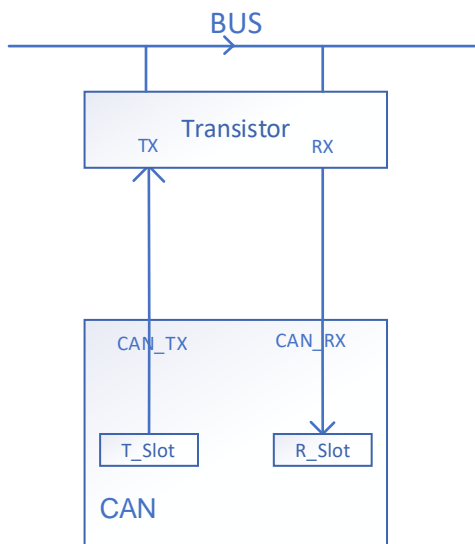 BUS
Transistor
TX
RX
CAN_TX
CAN_RX
T_Slot
R_Slot
CAN